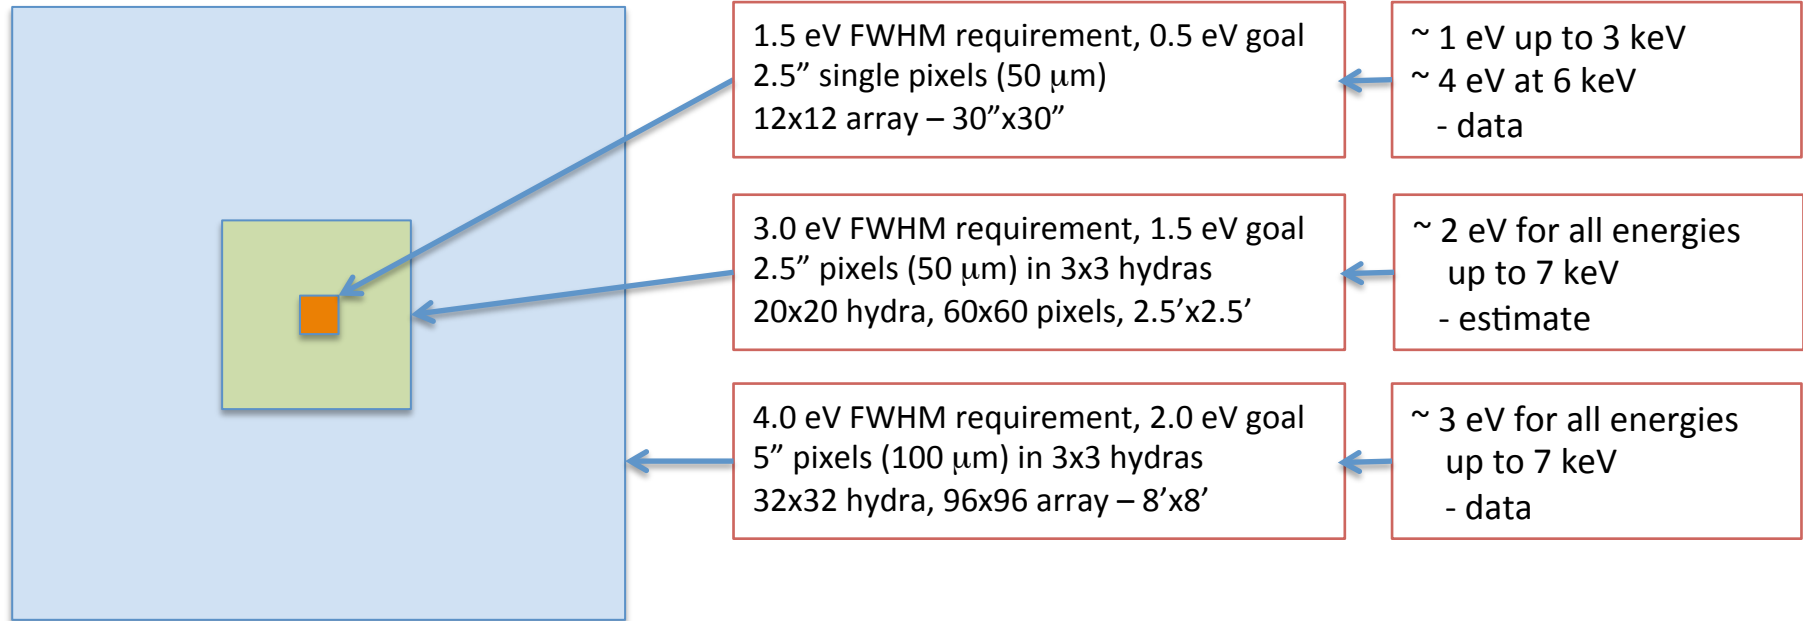 1.5 eV FWHM requirement, 0.5 eV goal
2.5” single pixels (50 μm)
12x12 array – 30”x30”
~ 1 eV up to 3 keV
~ 4 eV at 6 keV
- data
3.0 eV FWHM requirement, 1.5 eV goal
2.5” pixels (50 μm) in 3x3 hydras
20x20 hydra, 60x60 pixels, 2.5’x2.5’
~ 2 eV for all energies
up to 7 keV
- estimate
4.0 eV FWHM requirement, 2.0 eV goal
5” pixels (100 μm) in 3x3 hydras
32x32 hydra, 96x96 array – 8’x8’
~ 3 eV for all energies
up to 7 keV
- data